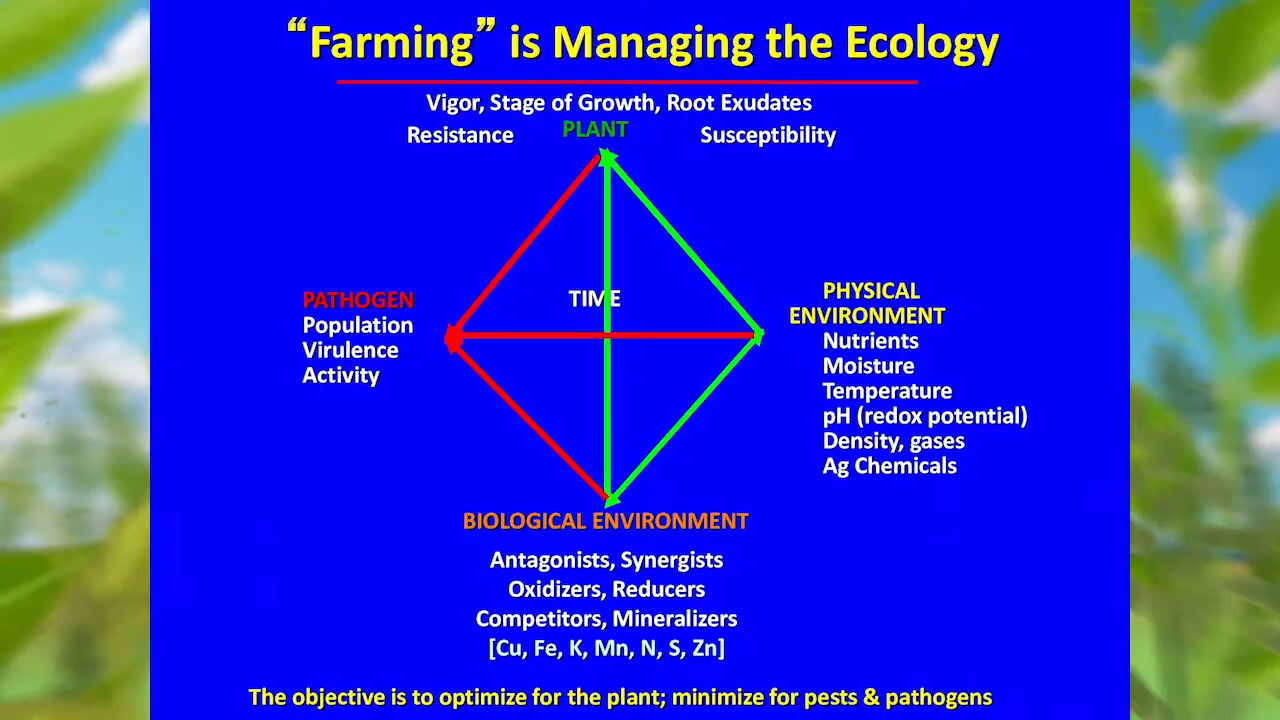 “Farming” is Managing the Ecology
Vigor, Stage of Growth, Root Exudates
Resistance PLANT Susceptibility
TIME
PATHOGEN
Population
Virulence
Activity
PHYSICAL
ENVIRONMENT
Nutrients
Moisture
Temperature
pH (redox potential)
Density, gases
Ag Chemicals
BIOLOGICAL ENVIRONMENT
Antagonists, Synergists
Oxidizers, Reducers
Competitors, Mineralizers
[Cu, Fe, K, Mn, N, S, Zn]
The objective is to optimize for the plant; minimize for pests & pathogens